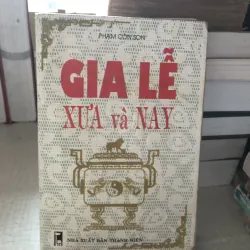 PHẠM CÔN SƠN
GIA LỄ
XƯA và NAY
NHÀ XUẤT BẢN THANH NIÊN